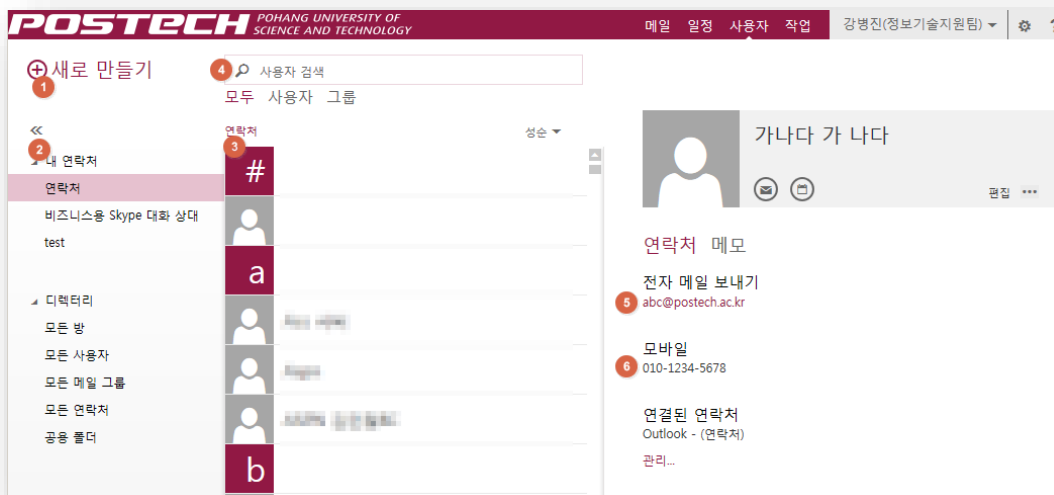 POSTECH POHANG UNIVERSITY OF SCIENCE AND TECHNOLOGY
메일 일정 사용자 작업 강병진(정보기술지원팀)
새로 만들기
1
4 사용자 검색
모두 사용자 그룹
연락처 성순
2
내 연락처
연락처
비즈니스용 Skype 대화 상대
test
디렉터리
모든 방
모든 사용자
모든 메일 그룹
모든 연락처
공용 폴더
3
#
a
b
가나다 가 나다
편집 •••
연락처 메모
전자 메일 보내기
5 abc@postech.ac.kr
모바일
6 010-1234-5678
연결된 연락처
Outlook - (연락처)
관리...